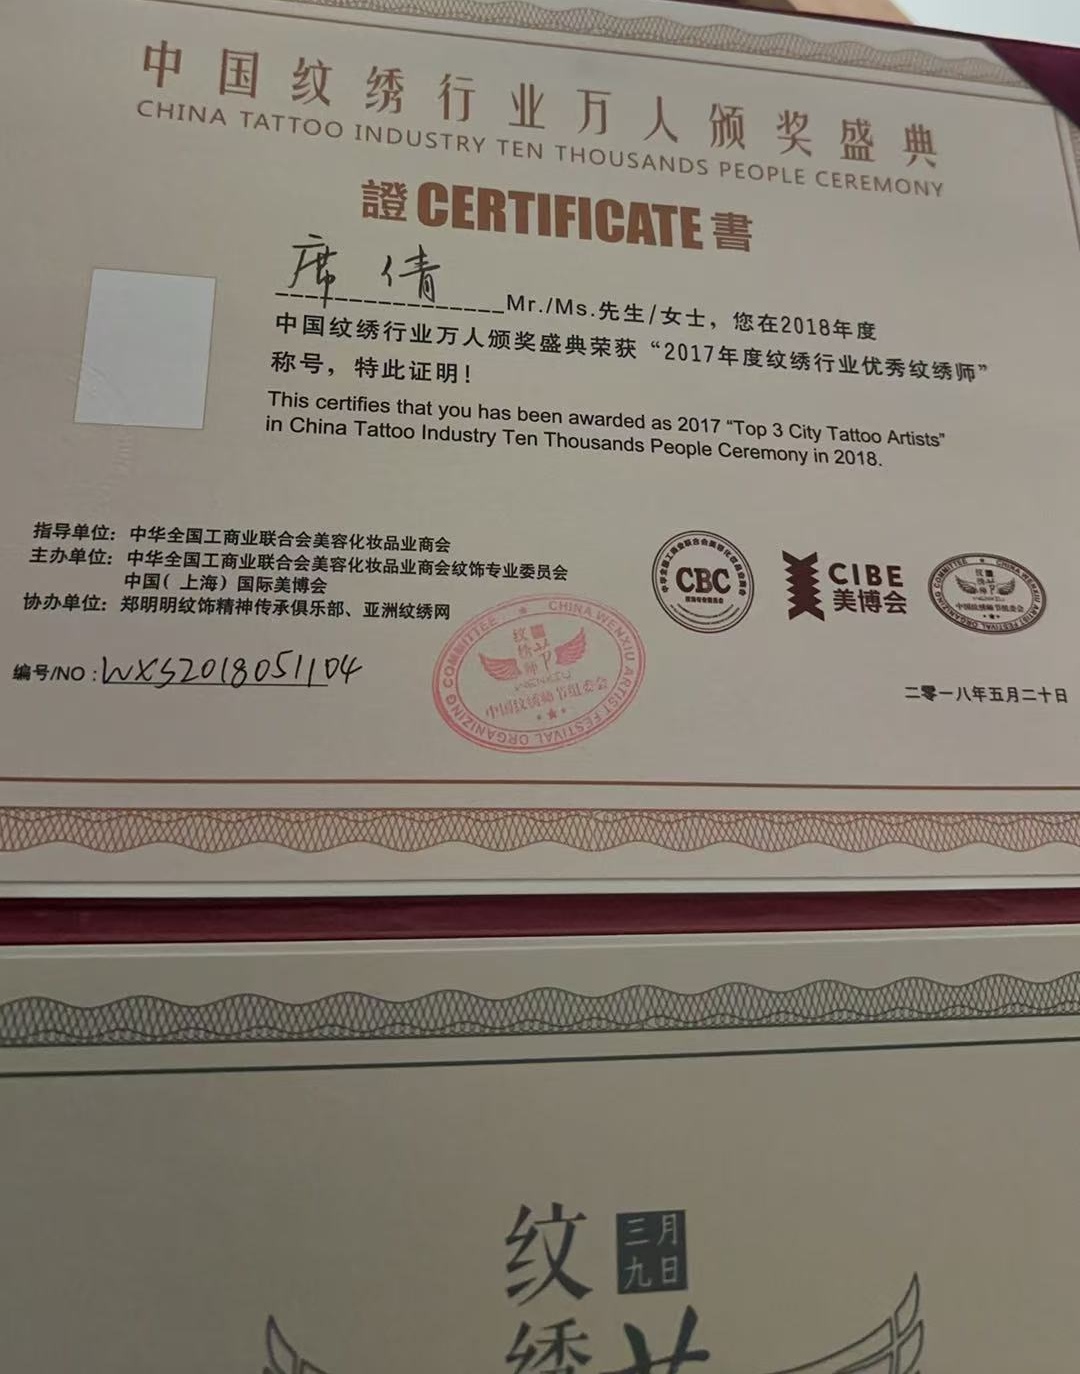 中国纹绣行业万人颁奖盛典
CHINA TATTOO INDUSTRY TEN THOUSANDS PEOPLE CEREMONY
證 CERTIFICATE 書
席倩 Mr./Ms.先生/女士，您在2018年度
中国纹绣行业万人颁奖盛典荣获“2017年度纹绣行业优秀纹绣师”
称号，特此证明！
This certifies that you has been awarded as 2017 “Top 3 City Tattoo Artists”
in China Tattoo Industry Ten Thousands People Ceremony in 2018.
指导单位：中华全国工商业联合会美容化妆品业商会
主办单位：中华全国工商业联合会美容化妆品业商会纹饰专业委员会
中国（上海）国际美博会
协办单位：郑明明纹饰精神传承俱乐部、亚洲纹绣网
CBC
CIBE
美博会
编号/NO：WXS2018051104
CHINA WENXIU ARTIST FESTIVAL ORGANIZING COMMITTEE
纹绣师节
WENXIU
中国纹绣师节组委会
二零一八年五月二十日
纹
三月
九日
绣